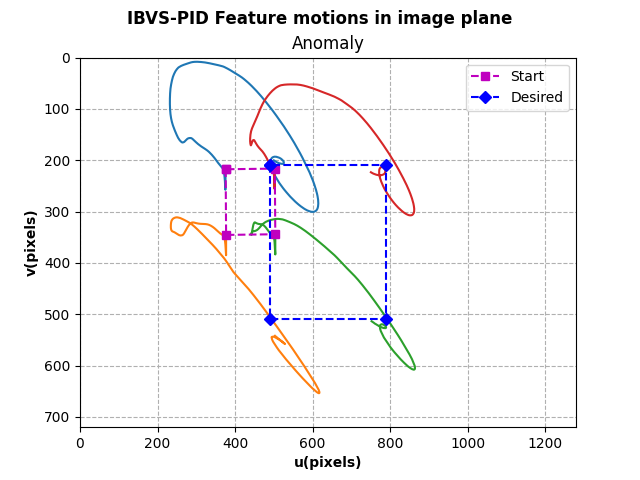 IBVS-PID Feature motions in image plane
Anomaly
Start
Desired
0
100
200
300
400
500
600
700
v(pixels)
0 200 400 600 800 1000 1200
u(pixels)